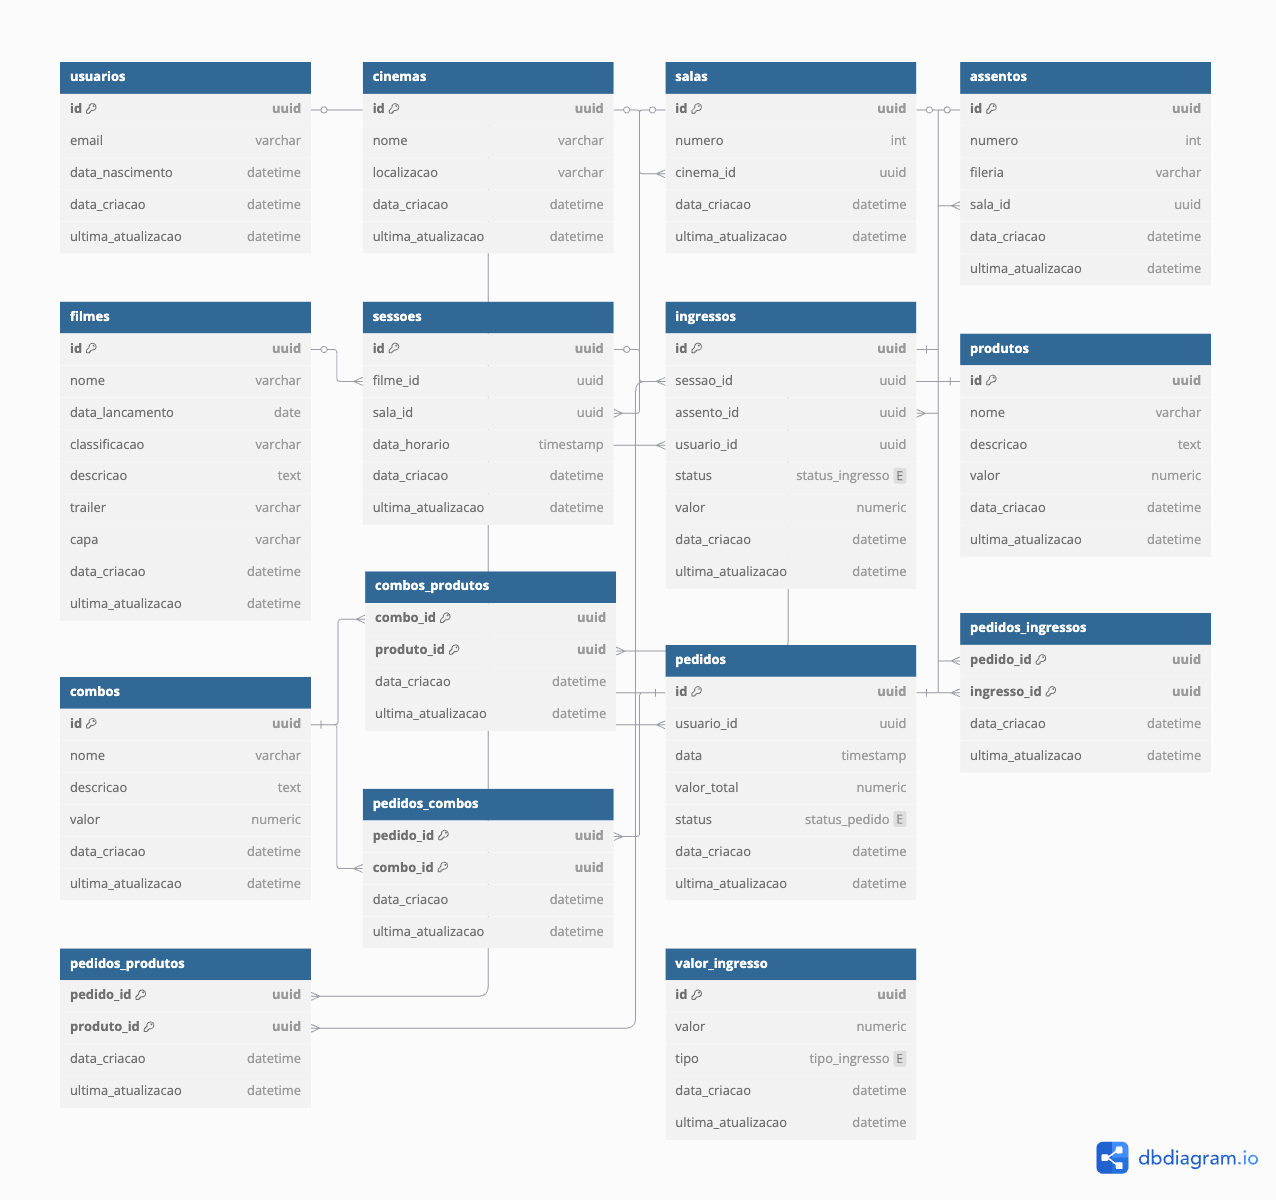 usuarios
id uuid
email varchar
data_nascimento datetime
data_criacao datetime
ultima_atualizacao datetime
cinemas
id uuid
nome varchar
localizacao varchar
data_criacao datetime
ultima_atualizacao datetime
salas
id uuid
numero int
cinema_id uuid
data_criacao datetime
ultima_atualizacao datetime
assentos
id uuid
numero int
fileria varchar
sala_id uuid
data_criacao datetime
ultima_atualizacao datetime
filmes
id uuid
nome varchar
data_lancamento date
classificacao varchar
descricao text
trailer varchar
capa varchar
data_criacao datetime
ultima_atualizacao datetime
sessoes
id uuid
filme_id uuid
sala_id uuid
data_horario timestamp
data_criacao datetime
ultima_atualizacao datetime
ingressos
id uuid
sessao_id uuid
assento_id uuid
usuario_id uuid
status status_ingresso E
valor numeric
data_criacao datetime
ultima_atualizacao datetime
produtos
id uuid
nome varchar
descricao text
valor numeric
data_criacao datetime
ultima_atualizacao datetime
combos_produtos
combo_id uuid
produto_id uuid
data_criacao datetime
ultima_atualizacao datetime
pedidos_ingressos
pedido_id uuid
ingresso_id uuid
data_criacao datetime
ultima_atualizacao datetime
combos
id uuid
nome varchar
descricao text
valor numeric
data_criacao datetime
ultima_atualizacao datetime
pedidos
id uuid
usuario_id uuid
data timestamp
valor_total numeric
status status_pedido E
data_criacao datetime
ultima_atualizacao datetime
pedidos_combos
pedido_id uuid
combo_id uuid
data_criacao datetime
ultima_atualizacao datetime
pedidos_produtos
pedido_id uuid
produto_id uuid
data_criacao datetime
ultima_atualizacao datetime
valor_ingresso
id uuid
valor numeric
tipo tipo_ingresso E
data_criacao datetime
ultima_atualizacao datetime
dbdiagram.io